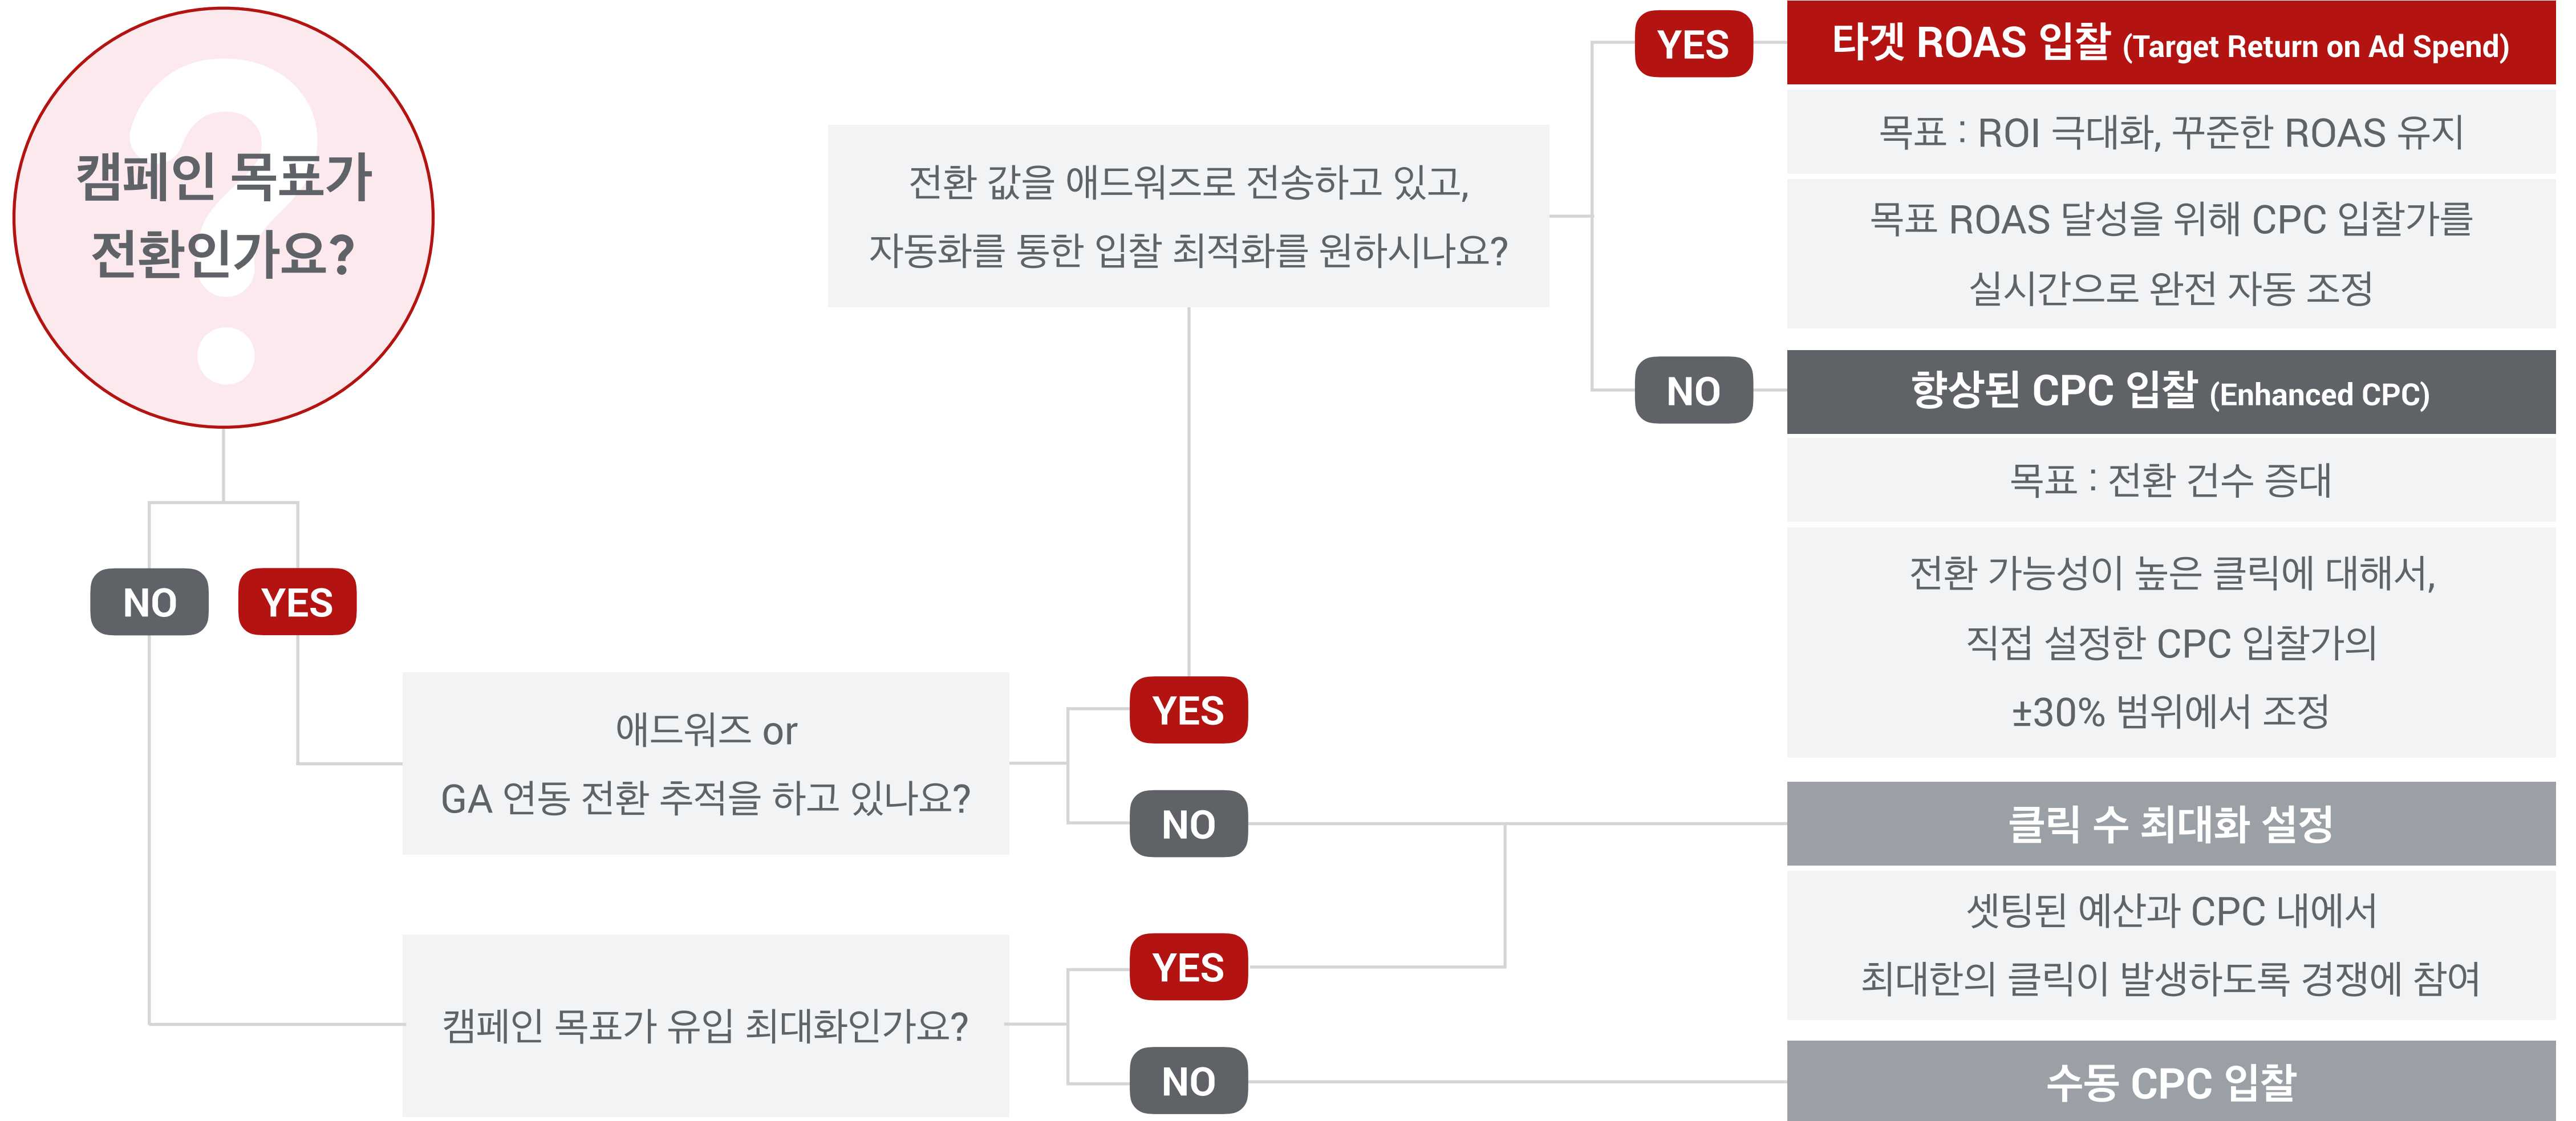 캠페인 목표가
전환인가요?
NO
YES
애드워즈 or
GA 연동 전환 추적을 하고 있나요?
YES
NO
캠페인 목표가 유입 최대화인가요?
YES
NO
전환 값을 애드워즈로 전송하고 있고,
자동화를 통한 입찰 최적화를 원하시나요?
YES
타겟 ROAS 입찰 (Target Return on Ad Spend)
목표 : ROI 극대화, 꾸준한 ROAS 유지
목표 ROAS 달성을 위해 CPC 입찰가를
실시간으로 완전 자동 조정
NO
향상된 CPC 입찰 (Enhanced CPC)
목표 : 전환 건수 증대
전환 가능성이 높은 클릭에 대해서,
직접 설정한 CPC 입찰가의
±30% 범위에서 조정
클릭 수 최대화 설정
셋팅된 예산과 CPC 내에서
최대한의 클릭이 발생하도록 경쟁에 참여
수동 CPC 입찰